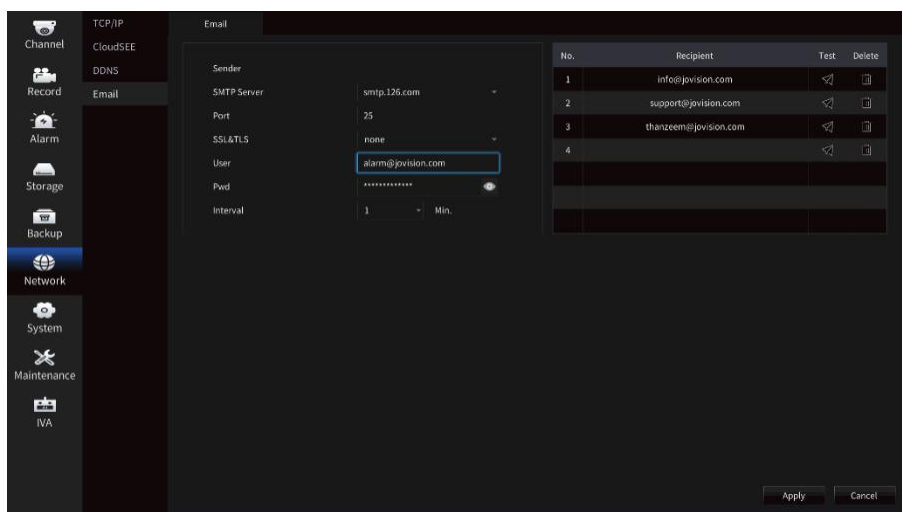 Channel
Record
Alarm
Storage
Backup
Network
System
Maintenance
IVA
TCP/IP
CloudSEE
DDNS
Email
Email
Sender
SMTP Server smtp.126.com
Port 25
SSL&TLS none
User alarm@jovision.com
Pwd *************
Interval 1 Min.
No. Recipient Test Delete
1 info@jovision.com
2 support@jovision.com
3 thanzeem@jovision.com
4
Apply Cancel